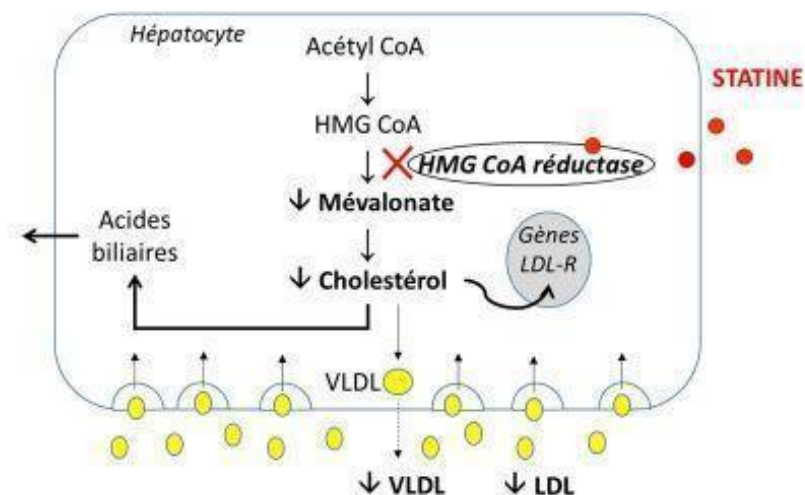 Hépatocyte
Acétyl CoA
STATINE
HMG CoA
HMG CoA réductase
↓ Mévalonate
Acides
biliaires
Gènes
LDL-R
↓ Cholestérol
VLDL
↓ VLDL
↓ LDL